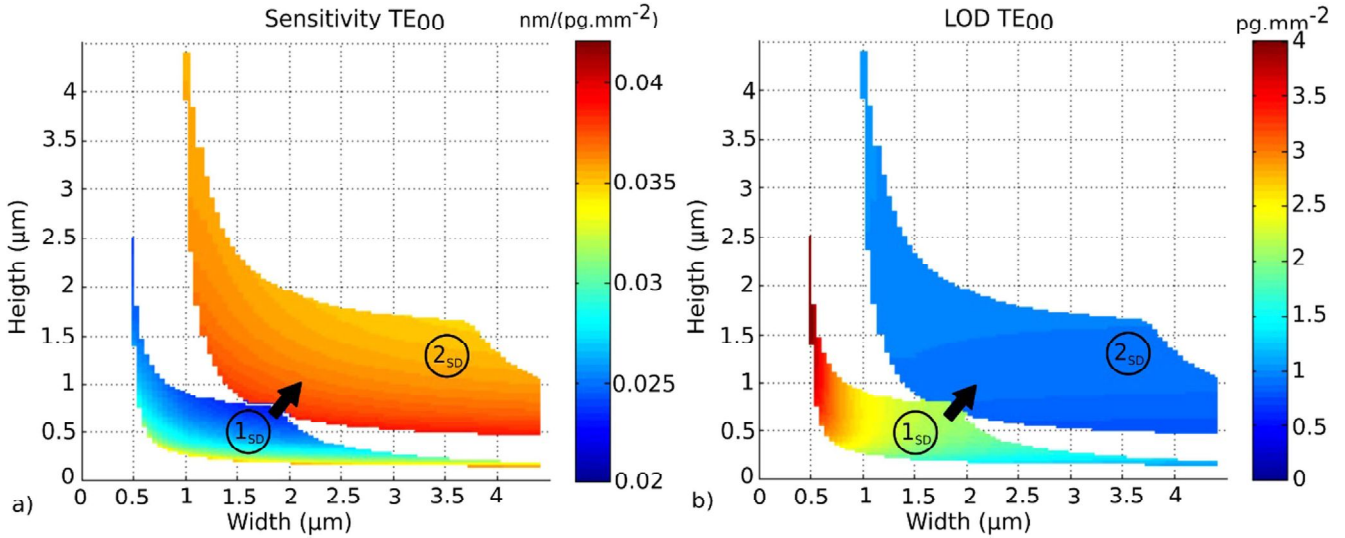 Sensitivity TE00
nm/(pg.mm-2)
LOD TE00
pg.mm-2
Heigth (µm)
4
3.5
3
2.5
2
1.5
1
0.5
0
0 0.5 1 1.5 2 2.5 3 3.5 4
Width (µm)
a)
1SD
2SD
0.04
0.035
0.03
0.025
0.02
Heigth (µm)
4
3.5
3
2.5
2
1.5
1
0.5
0
0 0.5 1 1.5 2 2.5 3 3.5 4
Width (µm)
b)
1SD
2SD
4
3.5
3
2.5
2
1.5
1
0.5
0